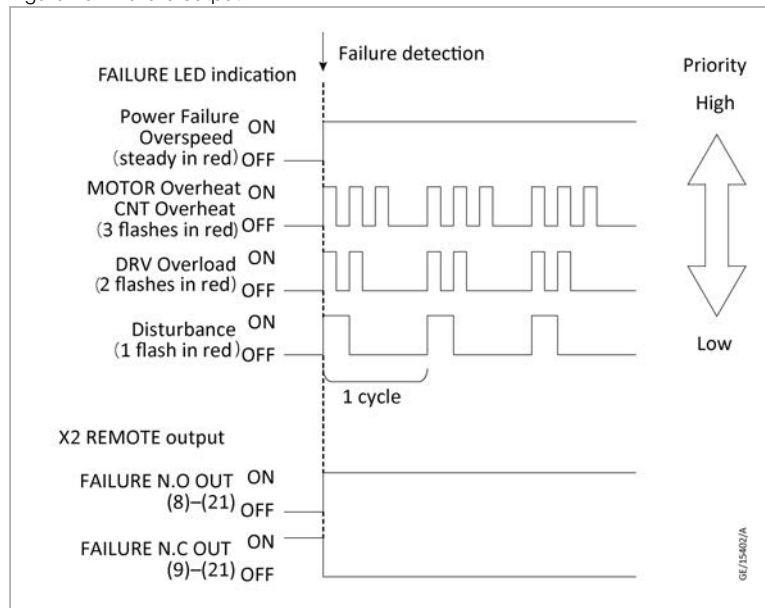 Failure detection
FAILURE LED indication
Priority
High
Power Failure
Overspeed
(steady in red)
ON
OFF
MOTOR Overheat
CNT Overheat
(3 flashes in red)
ON
OFF
DRV Overload
(2 flashes in red)
ON
OFF
Disturbance
(1 flash in red)
ON
OFF
Low
1 cycle
X2 REMOTE output
FAILURE N.O OUT
(8)–(21)
ON
OFF
FAILURE N.C OUT
(9)–(21)
ON
OFF
GE/15402/A